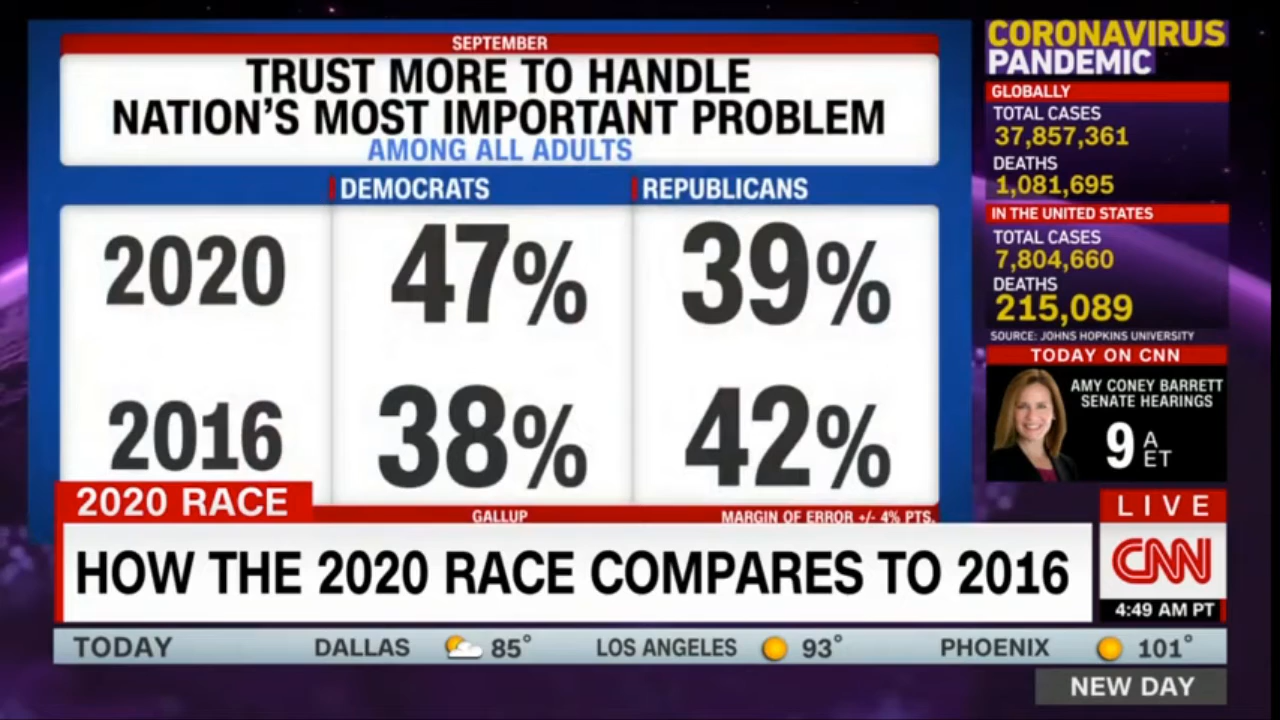 SEPTEMBER
TRUST MORE TO HANDLE
NATION'S MOST IMPORTANT PROBLEM
AMONG ALL ADULTS
DEMOCRATS REPUBLICANS
2020 47% 39%
2016 38% 42%
GALLUP MARGIN OF ERROR +/- 4% PTS.
2020 RACE
HOW THE 2020 RACE COMPARES TO 2016
CORONAVIRUS
PANDEMIC
GLOBALLY
TOTAL CASES
37,857,361
DEATHS
1,081,695
IN THE UNITED STATES
TOTAL CASES
7,804,660
DEATHS
215,089
SOURCE: JOHNS HOPKINS UNIVERSITY
TODAY ON CNN
AMY CONEY BARRETT
SENATE HEARINGS
9 A ET
LIVE
CNN
4:49 AM PT
TODAY DALLAS 85° LOS ANGELES 93° PHOENIX 101°
NEW DAY